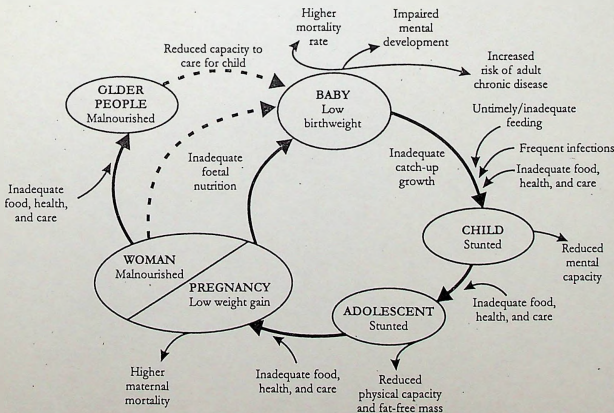 Higher
mortality
rate
Impaired
mental
development
Reduced capacity to
care for child
Increased
risk of adult
chronic disease
OLDER
PEOPLE
Malnourished
BABY
Low
birthweight
Untimely/inadequate
feeding
Frequent infections
Inadequate food,
health, and care
Inadequate
catch-up
growth
Inadequate
foetal
nutrition
Inadequate
food, health,
and care
CHILD
Stunted
Reduced
mental
capacity
WOMAN
Malnourished
PREGNANCY
Low weight gain
Inadequate food,
health, and care
ADOLESCENT
Stunted
Higher
maternal
mortality
Inadequate food,
health, and care
Reduced
physical capacity
and fat-free mass